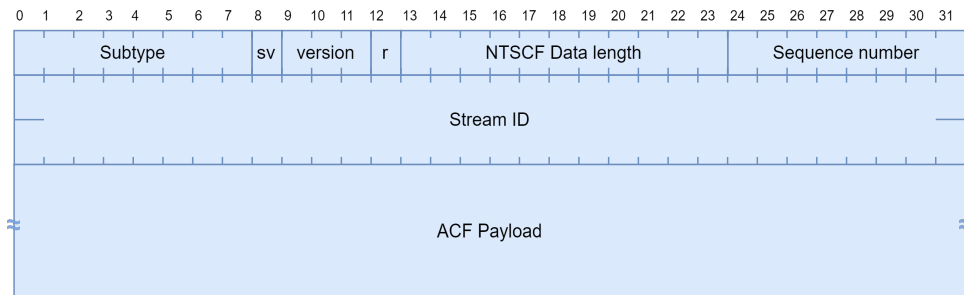 0 1 2 3 4 5 6 7 8 9 10 11 12 13 14 15 16 17 18 19 20 21 22 23 24 25 26 27 28 29 30 31
Subtype sv version r NTSCF Data length Sequence number
Stream ID
ACF Payload